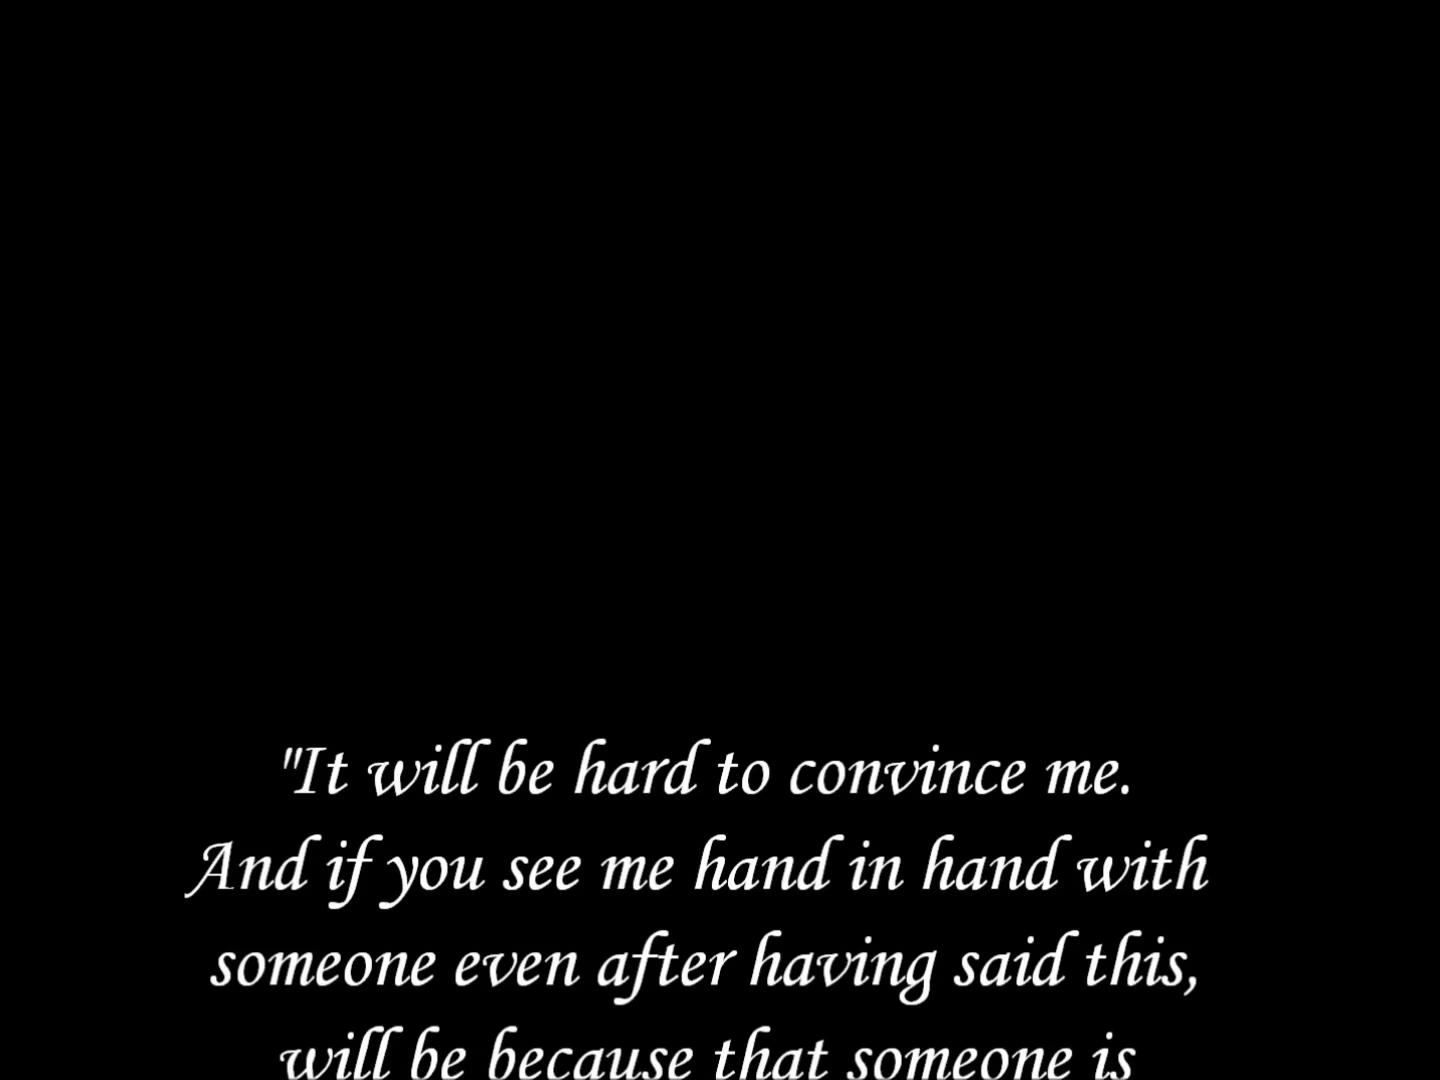 "It will be hard to convince me.
And if you see me hand in hand with
someone even after having said this,
will be because that someone is